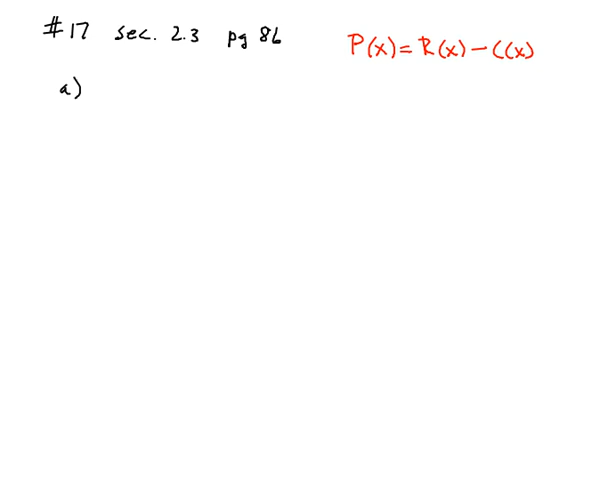 #17 sec. 2.3 pg 86
P(x) = R(x) - C(x)
a)